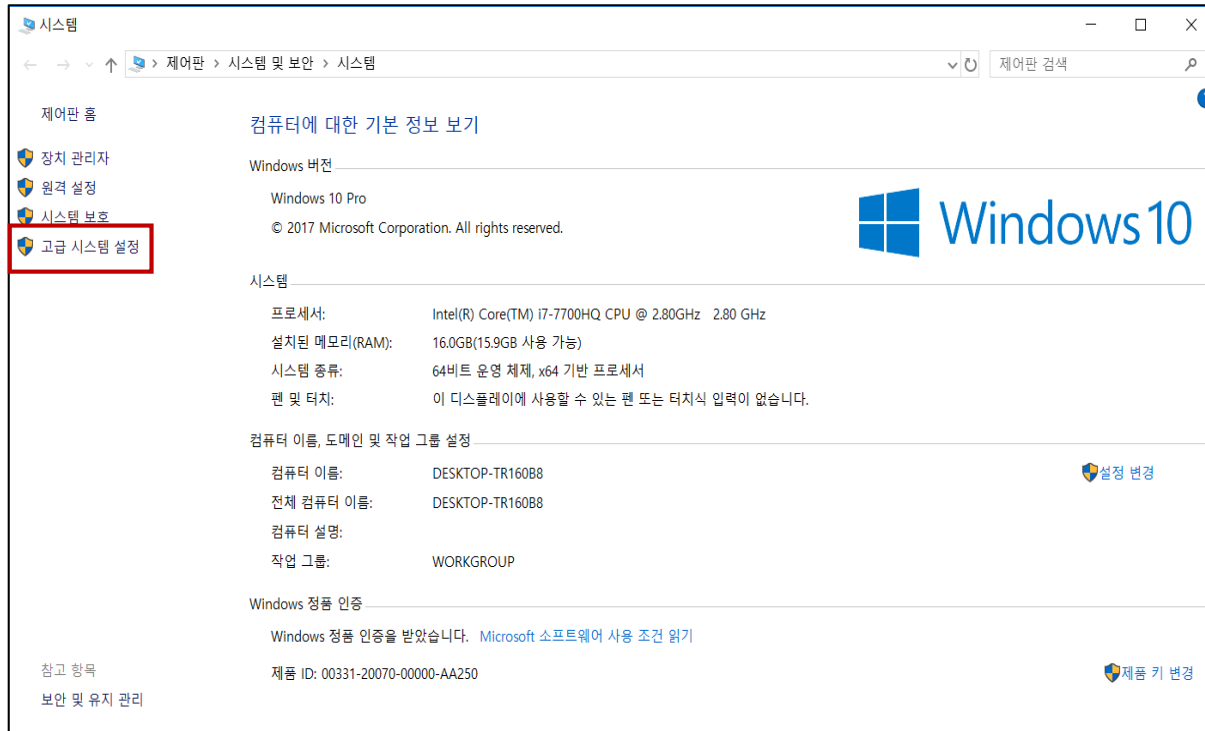 시스템
제어판 > 시스템 및 보안 > 시스템
제어판 검색
제어판 홈
장치 관리자
원격 설정
시스템 보호
고급 시스템 설정
컴퓨터에 대한 기본 정보 보기
Windows 버전
Windows 10 Pro
© 2017 Microsoft Corporation. All rights reserved.
Windows 10
시스템
프로세서: Intel(R) Core(TM) i7-7700HQ CPU @ 2.80GHz 2.80 GHz
설치된 메모리(RAM): 16.0GB(15.9GB 사용 가능)
시스템 종류: 64비트 운영 체제, x64 기반 프로세서
펜 및 터치: 이 디스플레이에 사용할 수 있는 펜 또는 터치식 입력이 없습니다.
컴퓨터 이름, 도메인 및 작업 그룹 설정
컴퓨터 이름: DESKTOP-TR160B8 설정 변경
전체 컴퓨터 이름: DESKTOP-TR160B8
컴퓨터 설명:
작업 그룹: WORKGROUP
Windows 정품 인증
Windows 정품 인증을 받았습니다. Microsoft 소프트웨어 사용 조건 읽기
제품 ID: 00331-20070-00000-AA250 제품 키 변경
참고 항목
보안 및 유지 관리